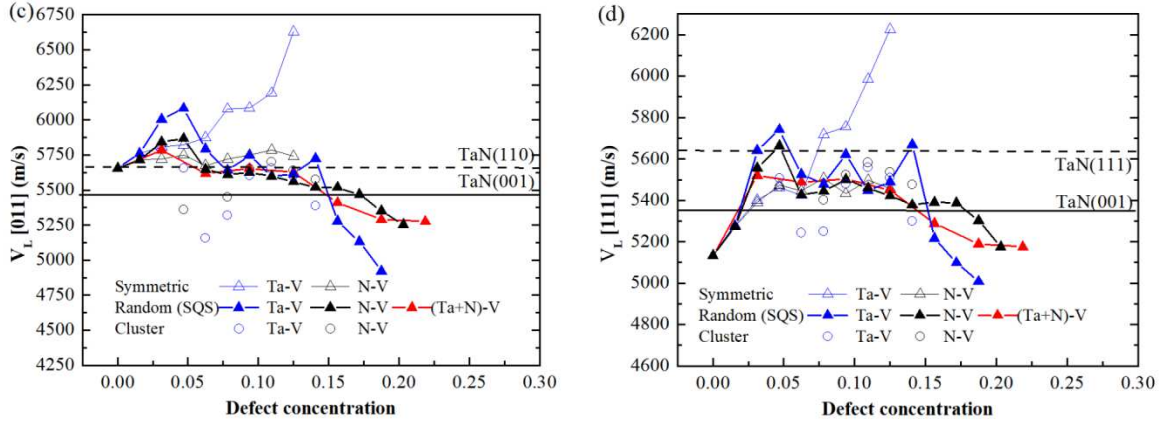 (c)
6750
6500
6250
6000
5750
5500
5250
5000
4750
4500
4250
V_L [011] (m/s)
TaN(110)
TaN(001)
Symmetric Ta-V N-V
Random (SQS) Ta-V N-V (Ta+N)-V
Cluster Ta-V N-V
0.00 0.05 0.10 0.15 0.20 0.25 0.30
Defect concentration
(d)
6200
6000
5800
5600
5400
5200
5000
4800
4600
V_L [111] (m/s)
TaN(111)
TaN(001)
Symmetric Ta-V N-V
Random (SQS) Ta-V N-V (Ta+N)-V
Cluster Ta-V N-V
0.00 0.05 0.10 0.15 0.20 0.25 0.30
Defect concentration